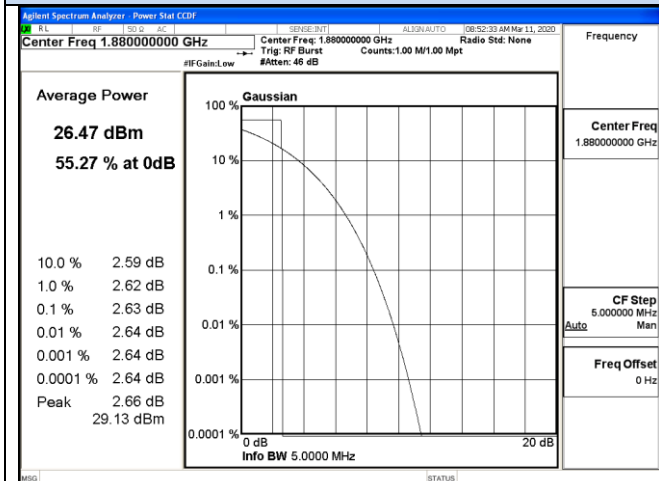 Agilent Spectrum Analyzer - Power Stat CCDF
RL RF 50 Ω AC SENSE:INT ALIGN AUTO 08:52:33 AM Mar 11, 2020
Center Freq 1.880000000 GHz
Center Freq: 1.880000000 GHz Radio Std: None
Trig: RF Burst Counts:1.00 M/1.00 Mpt
#IFGain:Low #Atten: 46 dB
Frequency
Average Power
26.47 dBm
55.27 % at 0dB
10.0 % 2.59 dB
1.0 % 2.62 dB
0.1 % 2.63 dB
0.01 % 2.64 dB
0.001 % 2.64 dB
0.0001 % 2.64 dB
Peak 2.66 dB
29.13 dBm
Gaussian
100 %
10 %
1 %
0.1 %
0.01 %
0.001 %
0.0001 %
0 dB 20 dB
Info BW 5.0000 MHz
Center Freq
1.880000000 GHz
CF Step
5.000000 MHz
Auto Man
Freq Offset
0 Hz
MSG STATUS